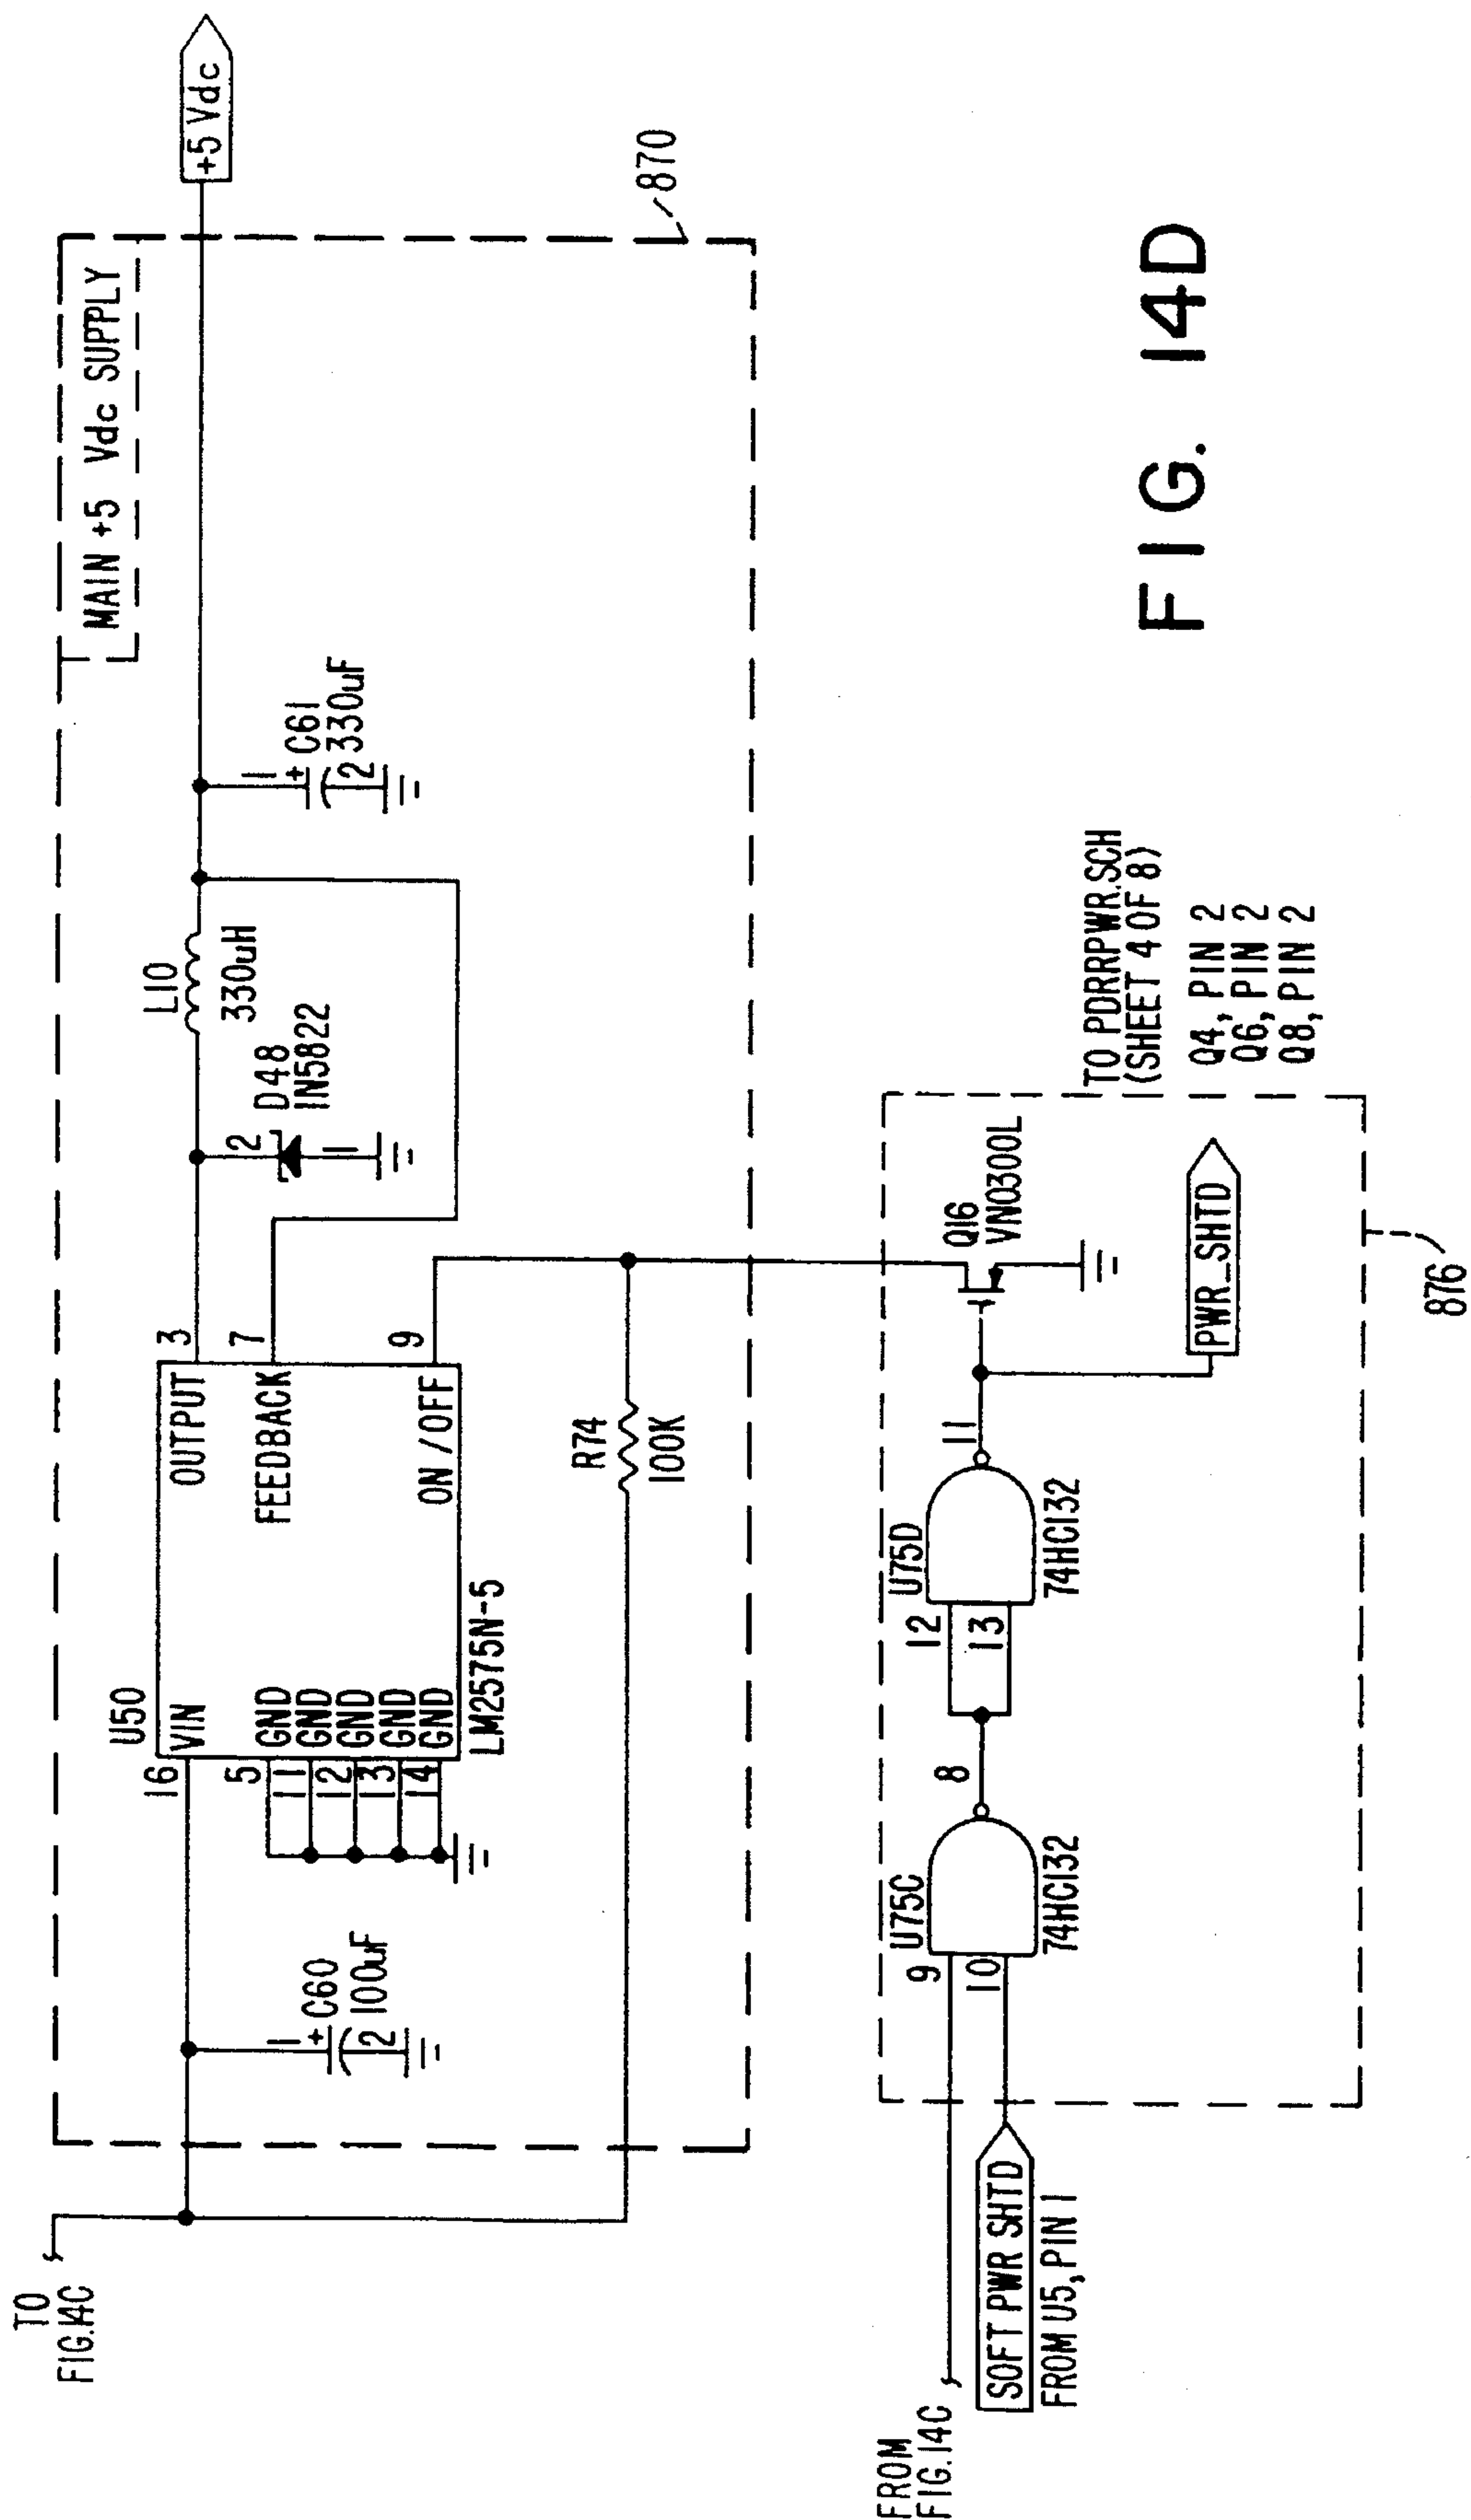 TO
FIG.14C
MAIN +5 Vdc SUPPLY
+5 Vdc
U50
16
VIN
OUTPUT
3
5
GND
FEEDBACK
7
11
GND
12
GND
13
GND
14
GND
ON/OFF
9
LM2575N-5
1
+
C60
100uF
2
L10
330uH
2
D48
1N5822
1
1
+
C61
330uF
2
R74
100K
870
FROM
FIG.14C
SOFT PWR SHTD
FROM U5, PIN 1
9
10
U75C
74HC132
8
12
13
U75D
74HC132
11
Q16
VN0300L
PWR_SHTD
TO PDRRPWR.SCH
(SHEET 4 OF 8)
Q4, PIN 2
Q6, PIN 2
Q8, PIN 2
876
FIG. 14D